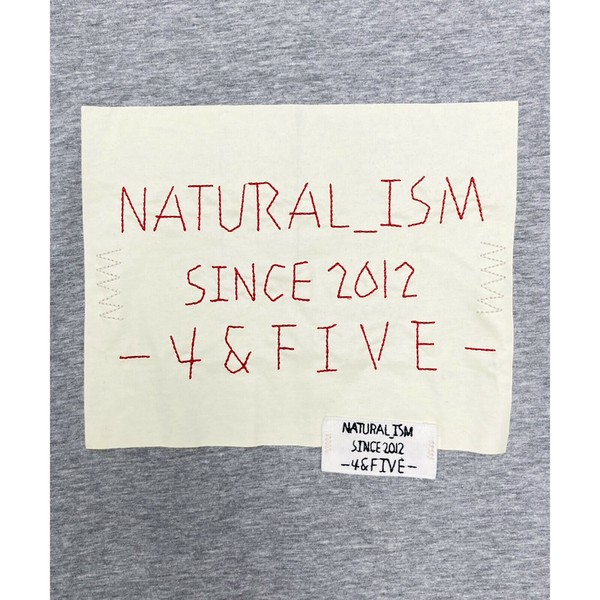 NATURAL_ISM
SINCE 2012
- 4 & FIVE -
NATURAL_ISM
SINCE 2012
- 4 & FIVE -